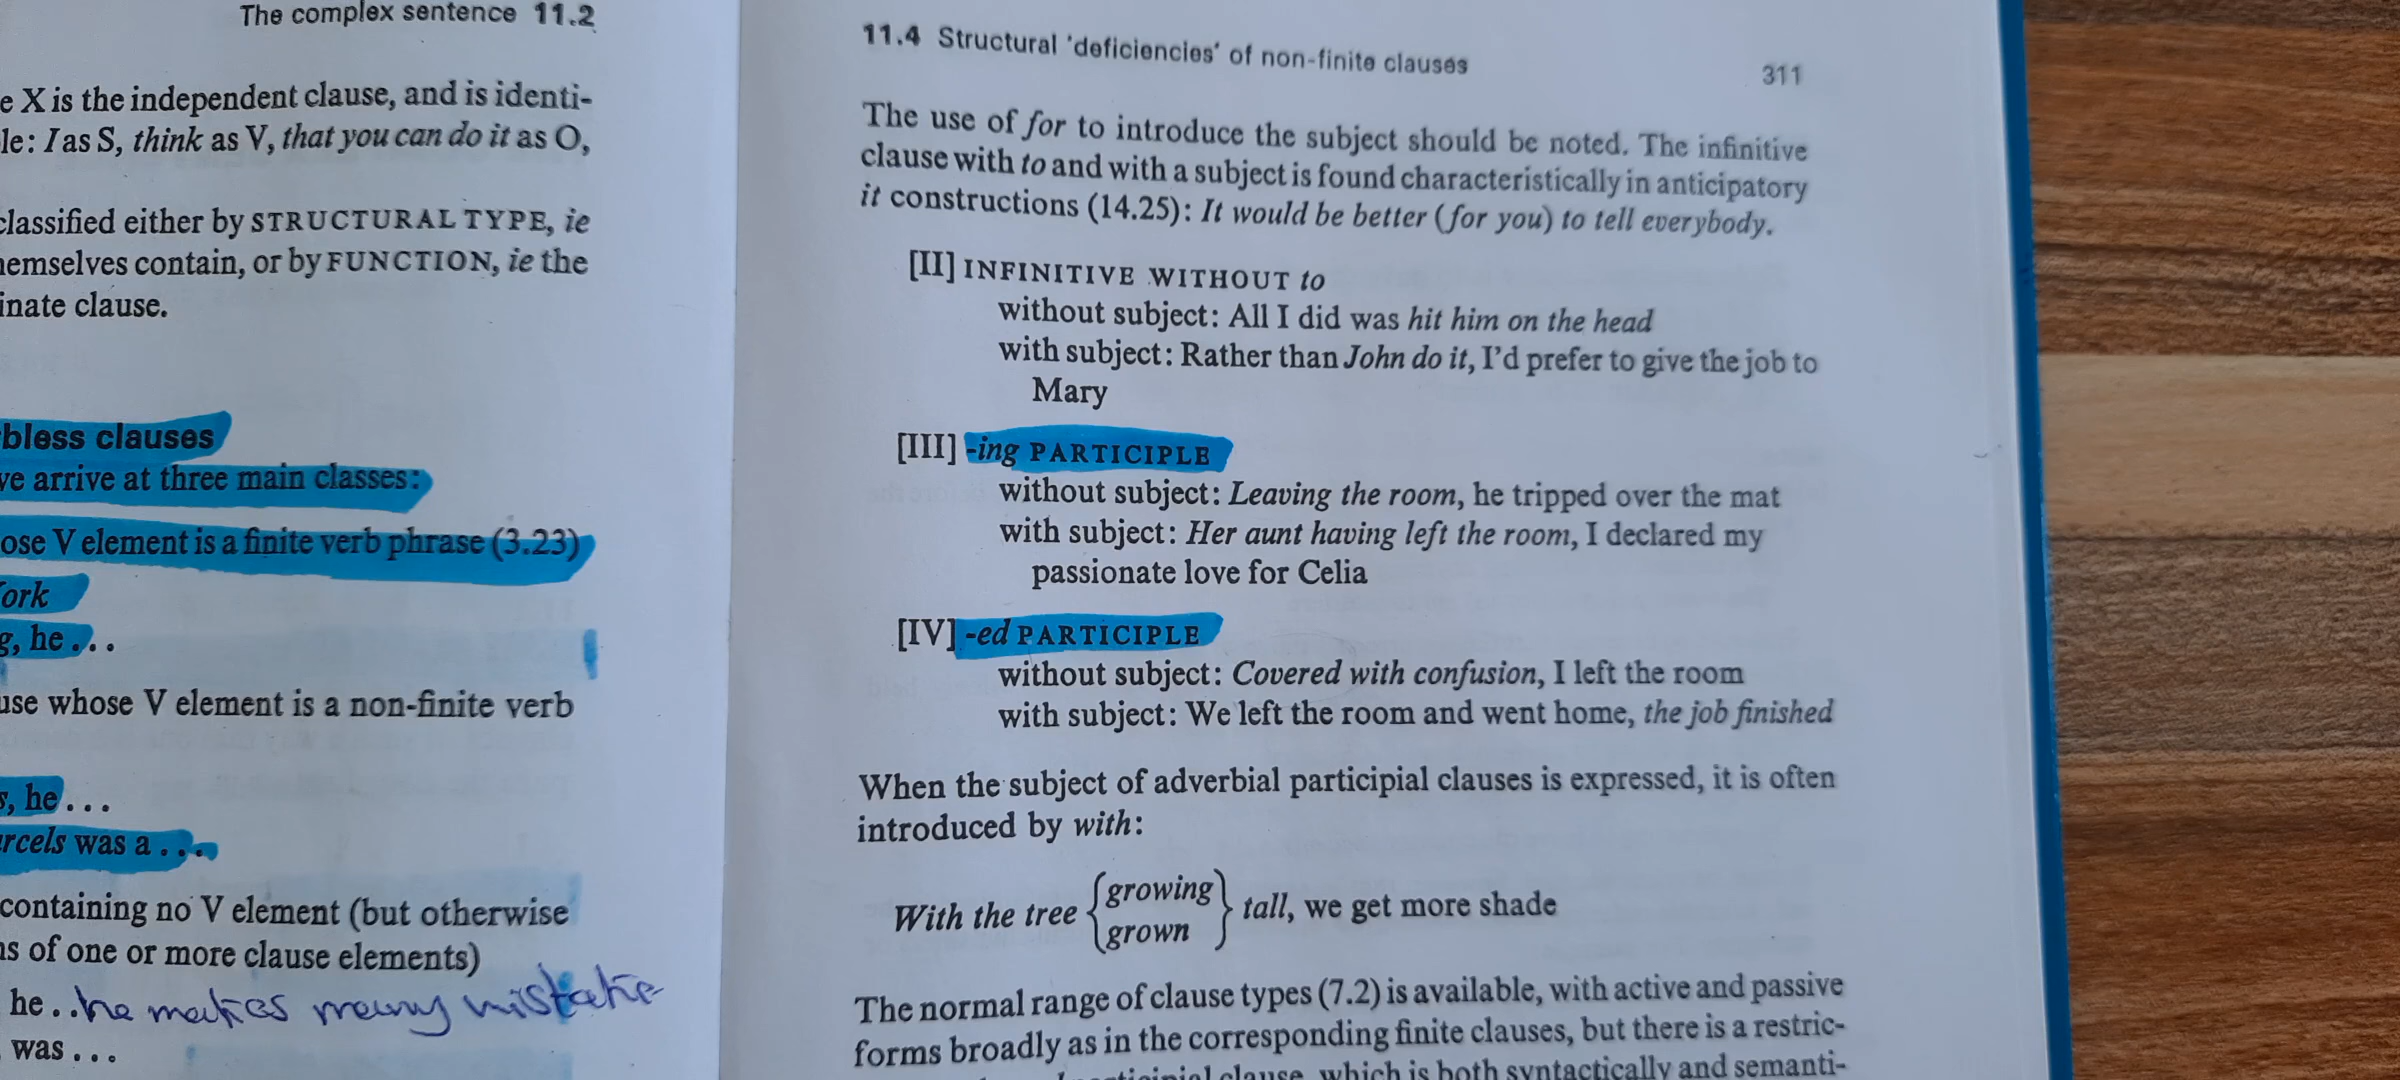 The complex sentence 11.2
e X is the independent clause, and is identi-
le: I as S, think as V, that you can do it as O,
classified either by STRUCTURAL TYPE, ie
hemselves contain, or by FUNCTION, ie the
inate clause.
bless clauses
ve arrive at three main classes:
ose V element is a finite verb phrase (3.23)
ork
g, he . . .
use whose V element is a non-finite verb
s, he . . .
rcels was a . . .
containing no V element (but otherwise
ns of one or more clause elements)
he . . he makes many mistake
was . . .
11.4 Structural 'deficiencies' of non-finite clauses
311
The use of for to introduce the subject should be noted. The infinitive
clause with to and with a subject is found characteristically in anticipatory
it constructions (14.25): It would be better (for you) to tell everybody.
[II] INFINITIVE WITHOUT to
without subject: All I did was hit him on the head
with subject: Rather than John do it, I'd prefer to give the job to
Mary
[III] -ing PARTICIPLE
without subject: Leaving the room, he tripped over the mat
with subject: Her aunt having left the room, I declared my
passionate love for Celia
[IV] -ed PARTICIPLE
without subject: Covered with confusion, I left the room
with subject: We left the room and went home, the job finished
When the subject of adverbial participial clauses is expressed, it is often
introduced by with:
With the tree {growing
grown} tall, we get more shade
The normal range of clause types (7.2) is available, with active and passive
forms broadly as in the corresponding finite clauses, but there is a restric-
clause, which is both syntactically and semanti-